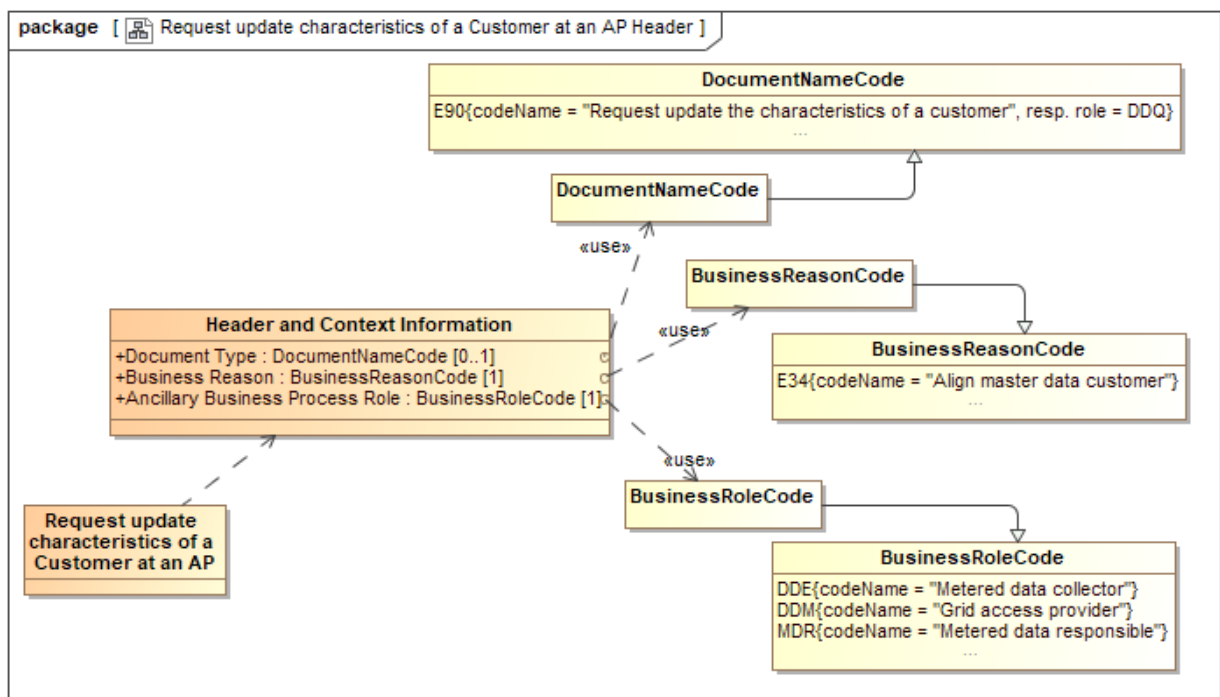 package [ Request update characteristics of a Customer at an AP Header ]
DocumentNameCode
E90{codeName = "Request update the characteristics of a customer", resp. role = DDQ}
...
DocumentNameCode
«use»
BusinessReasonCode
«use»
Header and Context Information
+Document Type : DocumentNameCode [0..1]
+Business Reason : BusinessReasonCode [1]
+Ancillary Business Process Role : BusinessRoleCode [1]
BusinessReasonCode
E34{codeName = "Align master data customer"}
...
«use»
BusinessRoleCode
Request update
characteristics of a
Customer at an AP
BusinessRoleCode
DDE{codeName = "Metered data collector"}
DDM{codeName = "Grid access provider"}
MDR{codeName = "Metered data responsible"}
...